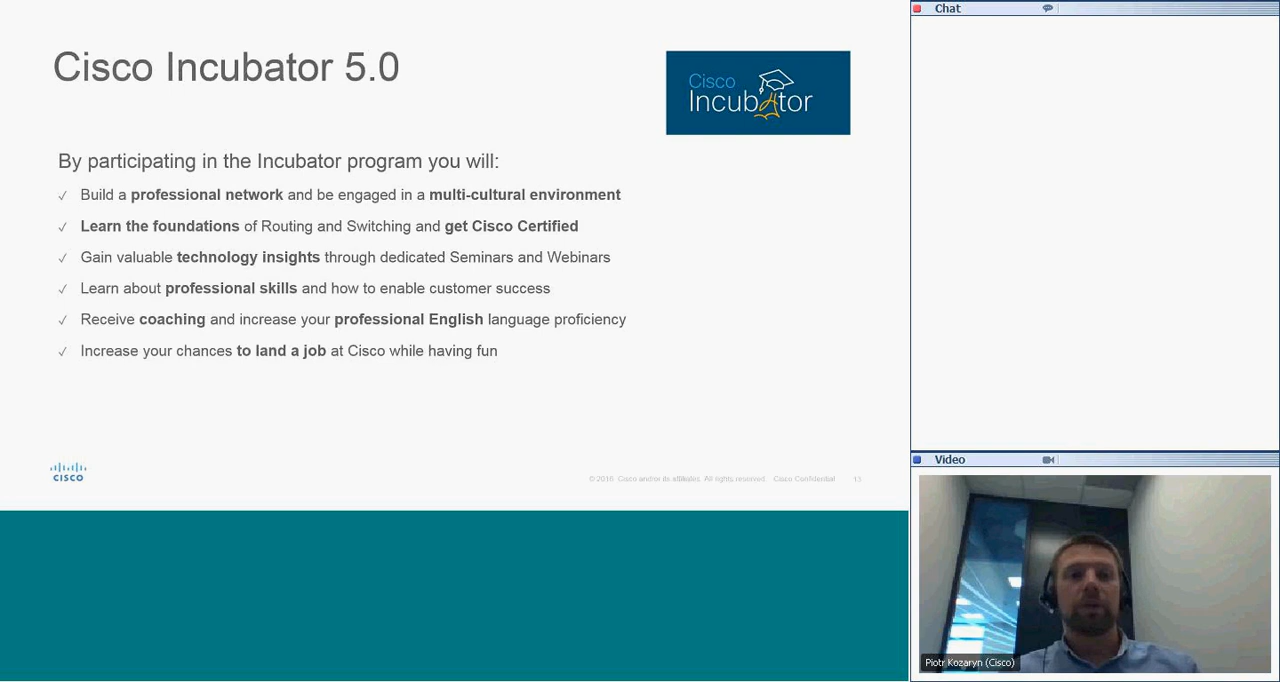 Cisco Incubator 5.0
Cisco
Incubator
By participating in the Incubator program you will:
✓ Build a professional network and be engaged in a multi-cultural environment
✓ Learn the foundations of Routing and Switching and get Cisco Certified
✓ Gain valuable technology insights through dedicated Seminars and Webinars
✓ Learn about professional skills and how to enable customer success
✓ Receive coaching and increase your professional English language proficiency
✓ Increase your chances to land a job at Cisco while having fun
CISCO
© 2016 Cisco and/or its affiliates. All rights reserved. Cisco Confidential 13
Chat
Video
Piotr Kozaryn (Cisco)